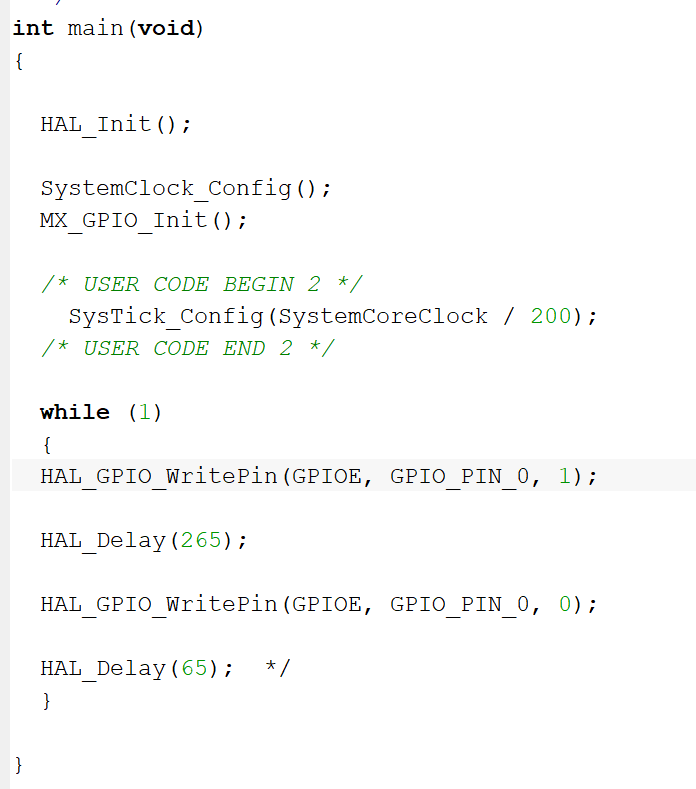 int main(void)
{
HAL_Init();
SystemClock_Config();
MX_GPIO_Init();
/* USER CODE BEGIN 2 */
SysTick_Config(SystemCoreClock / 200);
/* USER CODE END 2 */
while (1)
{
HAL_GPIO_WritePin(GPIOE, GPIO_PIN_0, 1);
HAL_Delay(265);
HAL_GPIO_WritePin(GPIOE, GPIO_PIN_0, 0);
HAL_Delay(65);  */
}
}